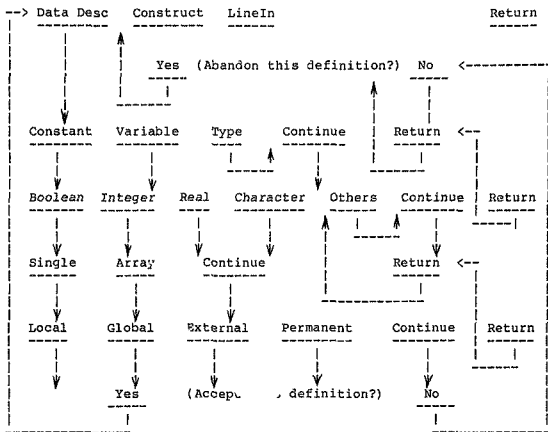 --> Data Desc Construct LineIn Return
Yes (Abandon this definition?) No
Constant Variable Type Continue Return
Boolean Integer Real Character Others Continue Return
Single Array Continue Return
Local Global External Permanent Continue Return
Yes definition?) No